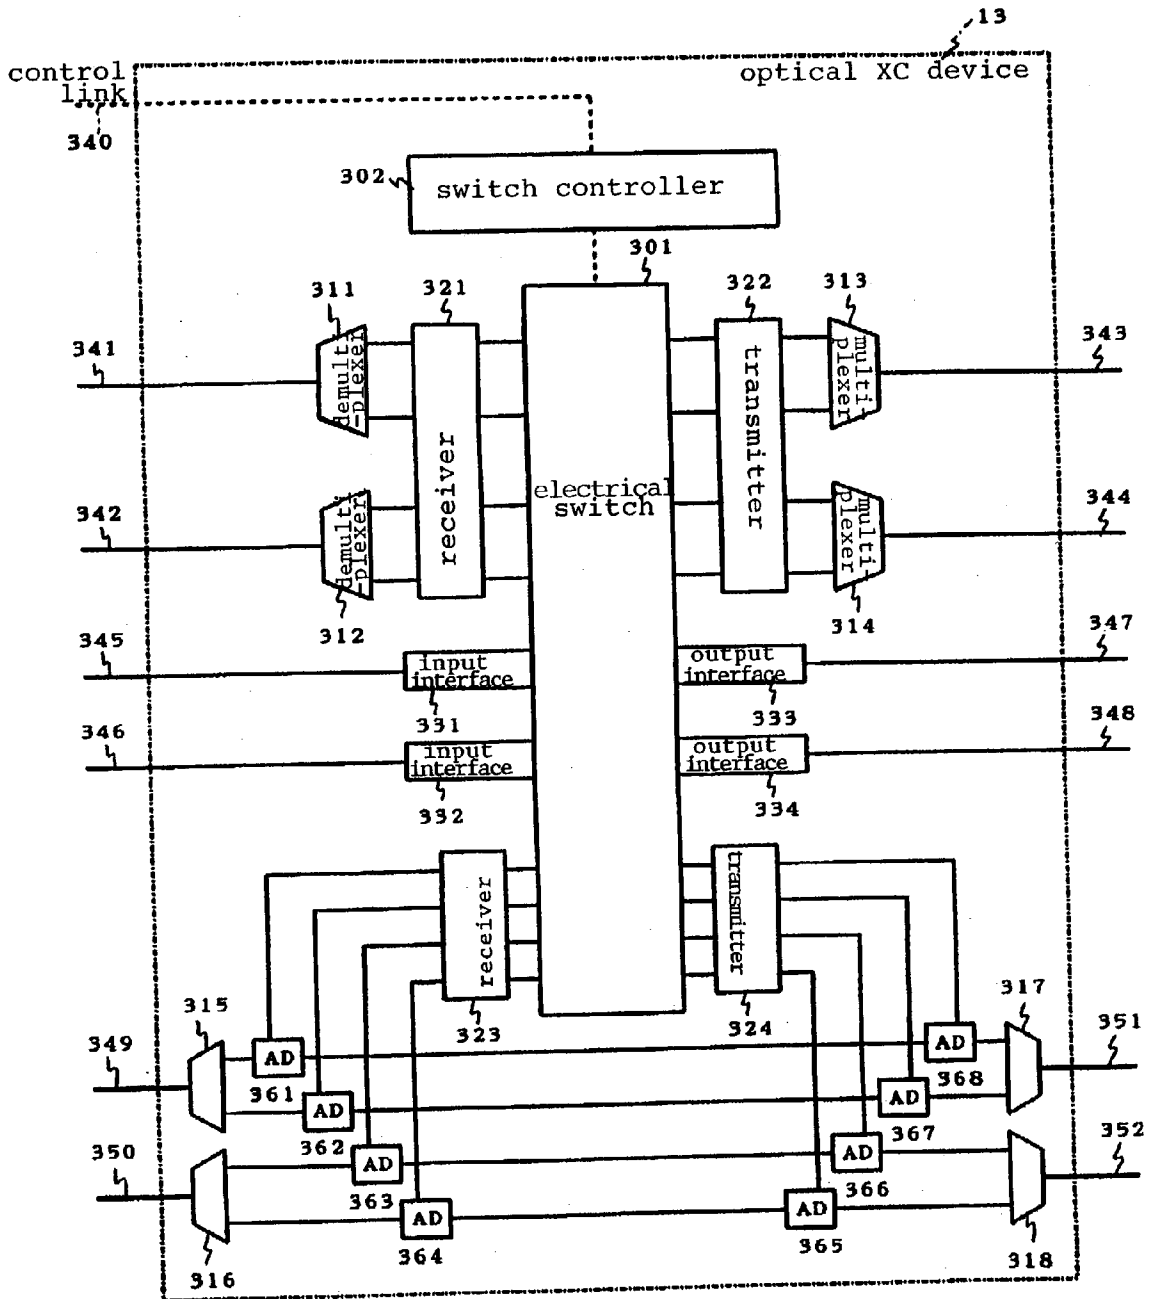 13
control
link
optical XC device
340
302
switch controller
301
311
321
322
313
341
343
demulti
-plexer
receiver
electrical
switch
transmitter
multi-
plexer
342
344
demulti
-plexer
multi-
plexer
312
314
345
347
input
interface
output
interface
331
333
346
348
input
interface
output
interface
332
334
receiver
transmitter
315
323
324
317
349
351
AD
AD
361
368
AD
AD
362
367
350
352
AD
AD
363
366
AD
AD
364
365
316
318